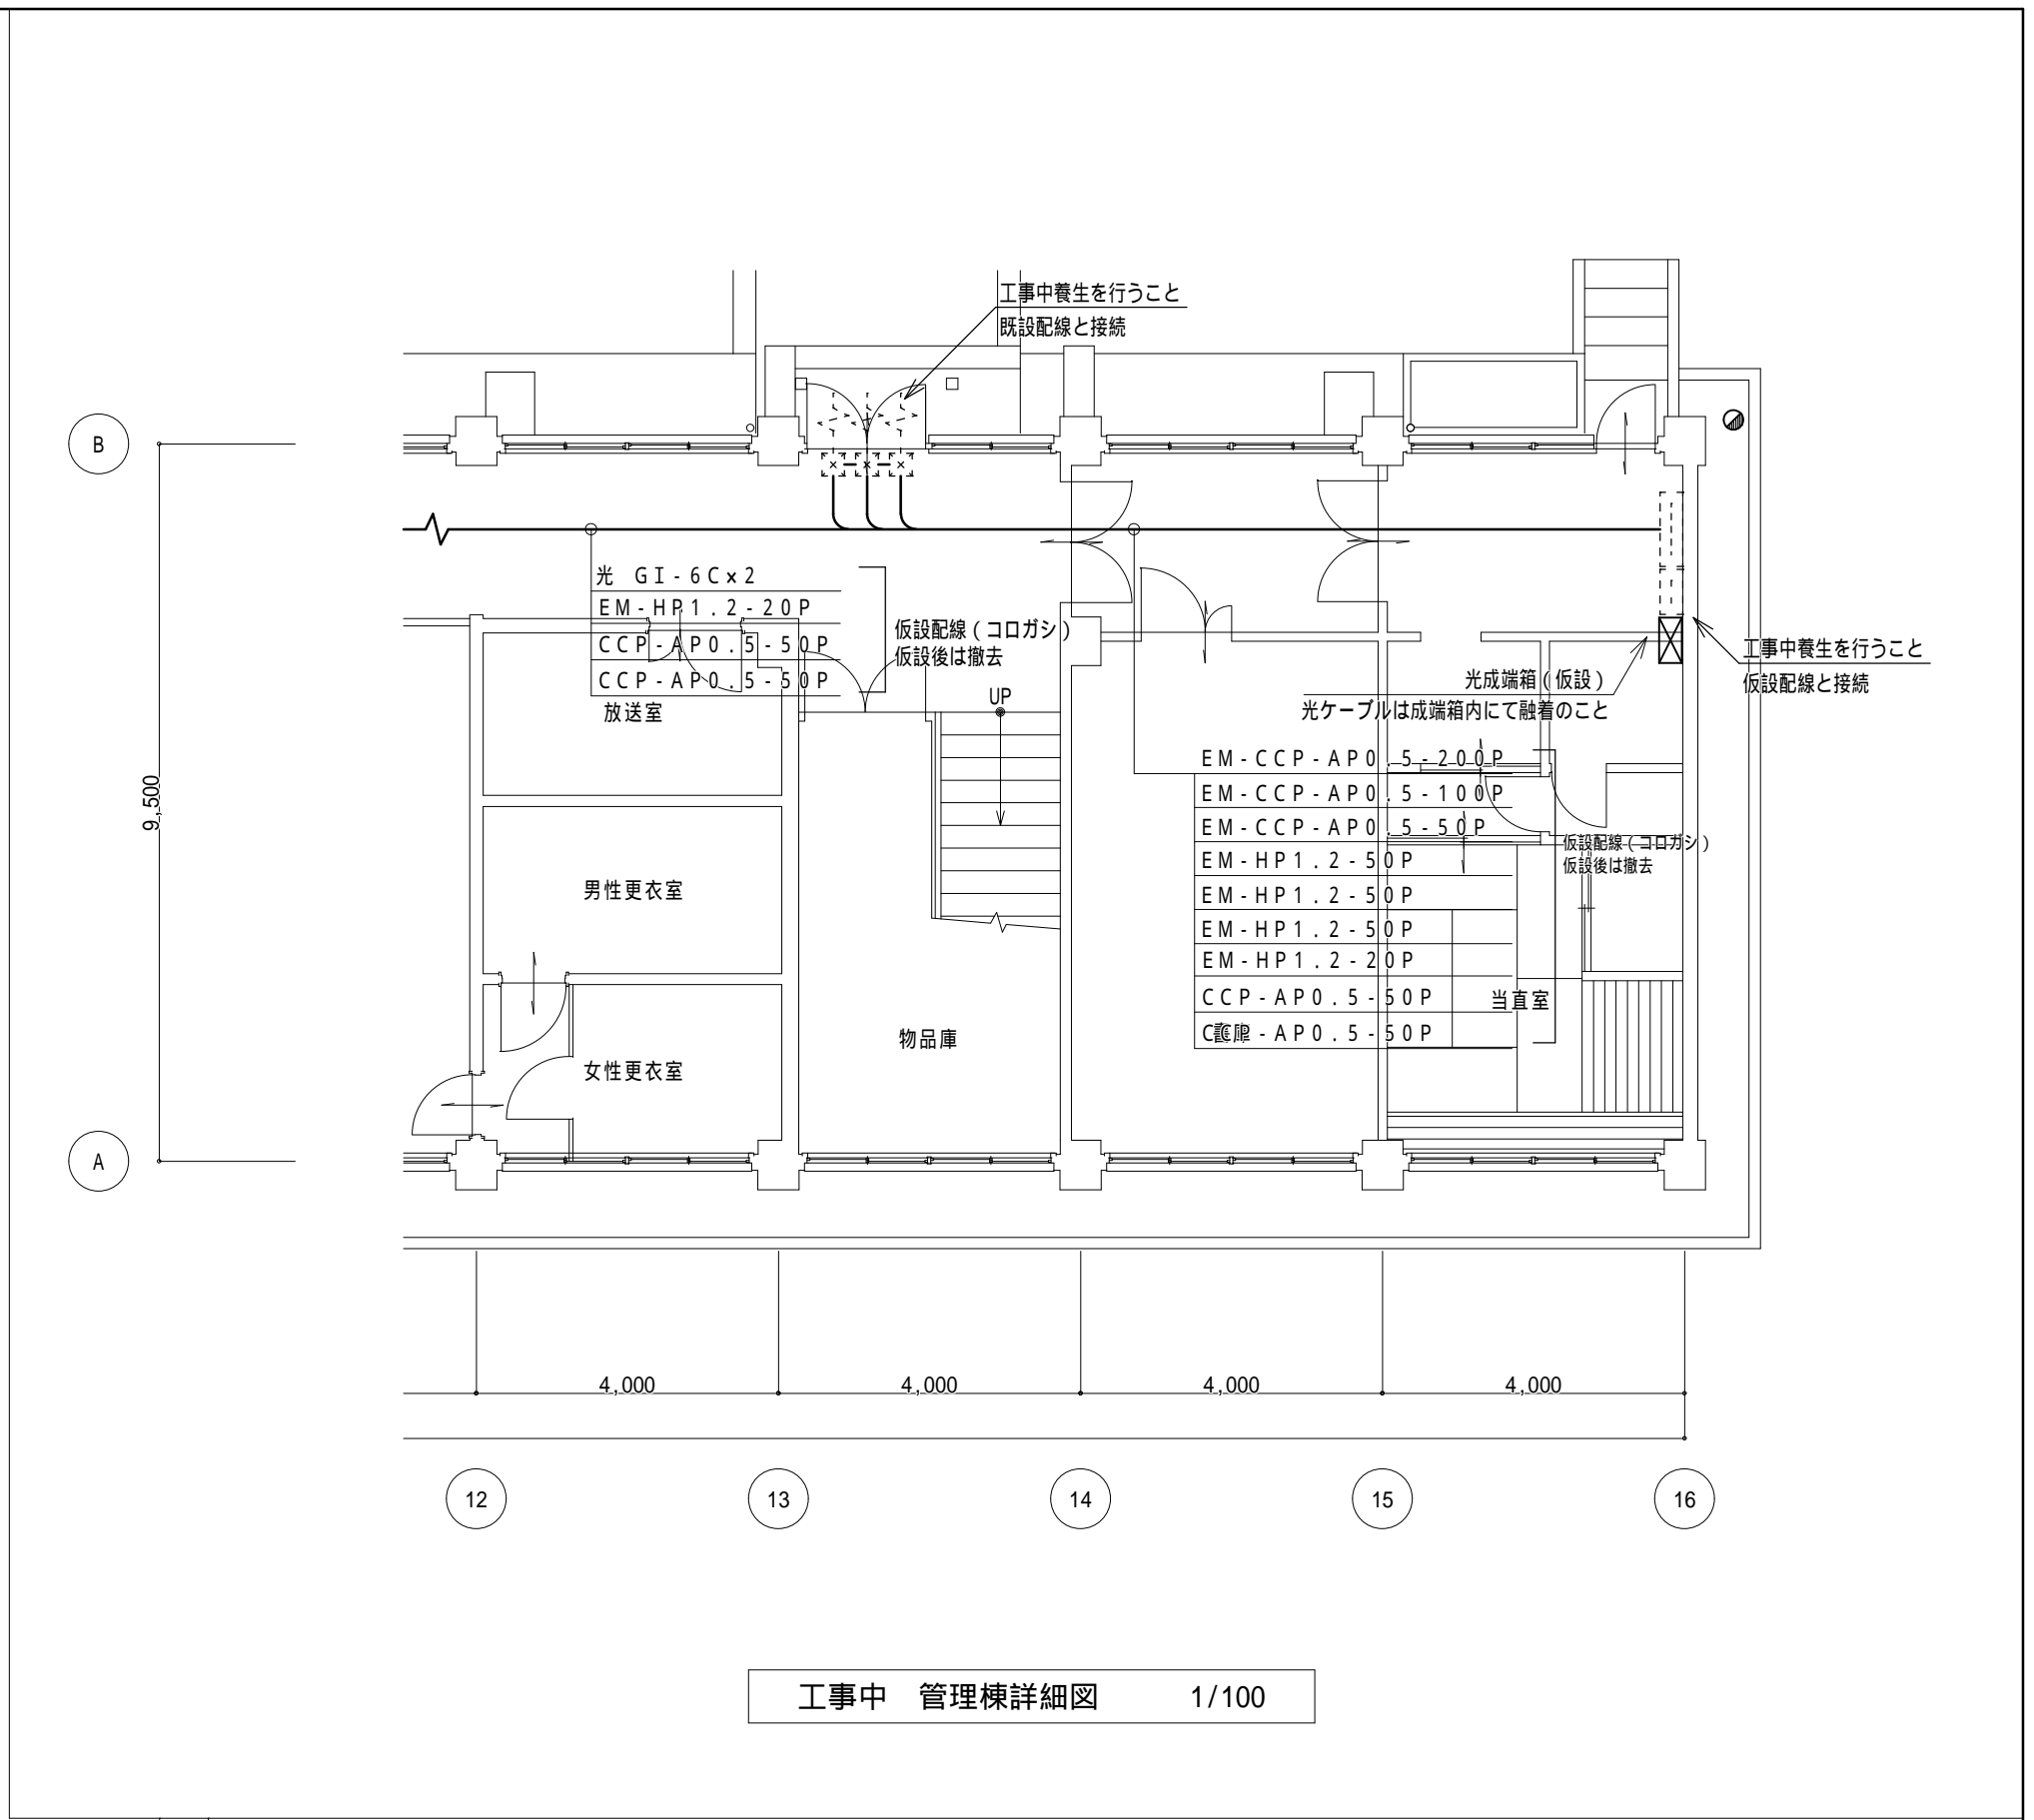 工事中養生を行うこと
既設配線と接続
B
光 GI-6C×2
EM-HP1.2-20P
CCP-AP0.5-50P
CCP-AP0.5-50P
仮設配線(コロガシ)
仮設後は撤去
放送室
UP
工事中養生を行うこと
仮設配線と接続
光成端箱(仮設)
光ケーブルは成端箱内にて融着のこと
EM-CCP-AP0.5-200P
EM-CCP-AP0.5-100P
EM-CCP-AP0.5-50P
EM-HP1.2-50P
EM-HP1.2-50P
EM-HP1.2-50P
EM-HP1.2-20P
CCP-AP0.5-50P
-AP0.5-50P
仮設配線(コロガシ)
仮設後は撤去
9,500
男性更衣室
当直室
物品庫
女性更衣室
A
4,000
4,000
4,000
4,000
12
13
14
15
16
工事中 管理棟詳細図 1/100